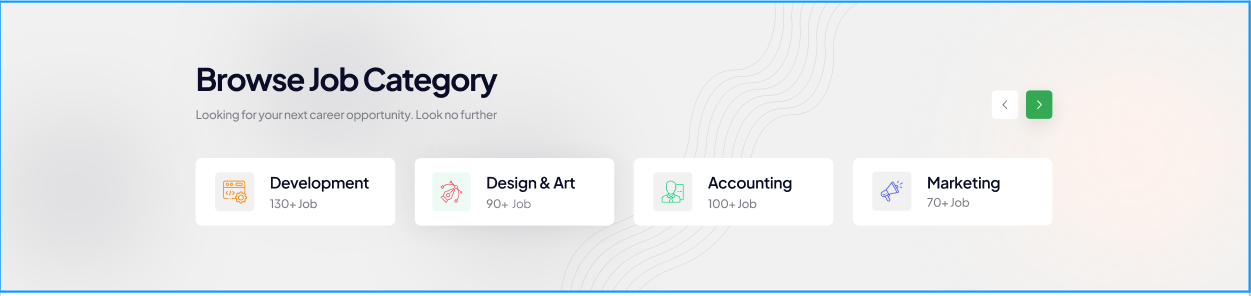 Browse Job Category
Looking for your next career opportunity. Look no further
Development
130+ Job
Design & Art
90+ Job
Accounting
100+ Job
Marketing
70+ Job